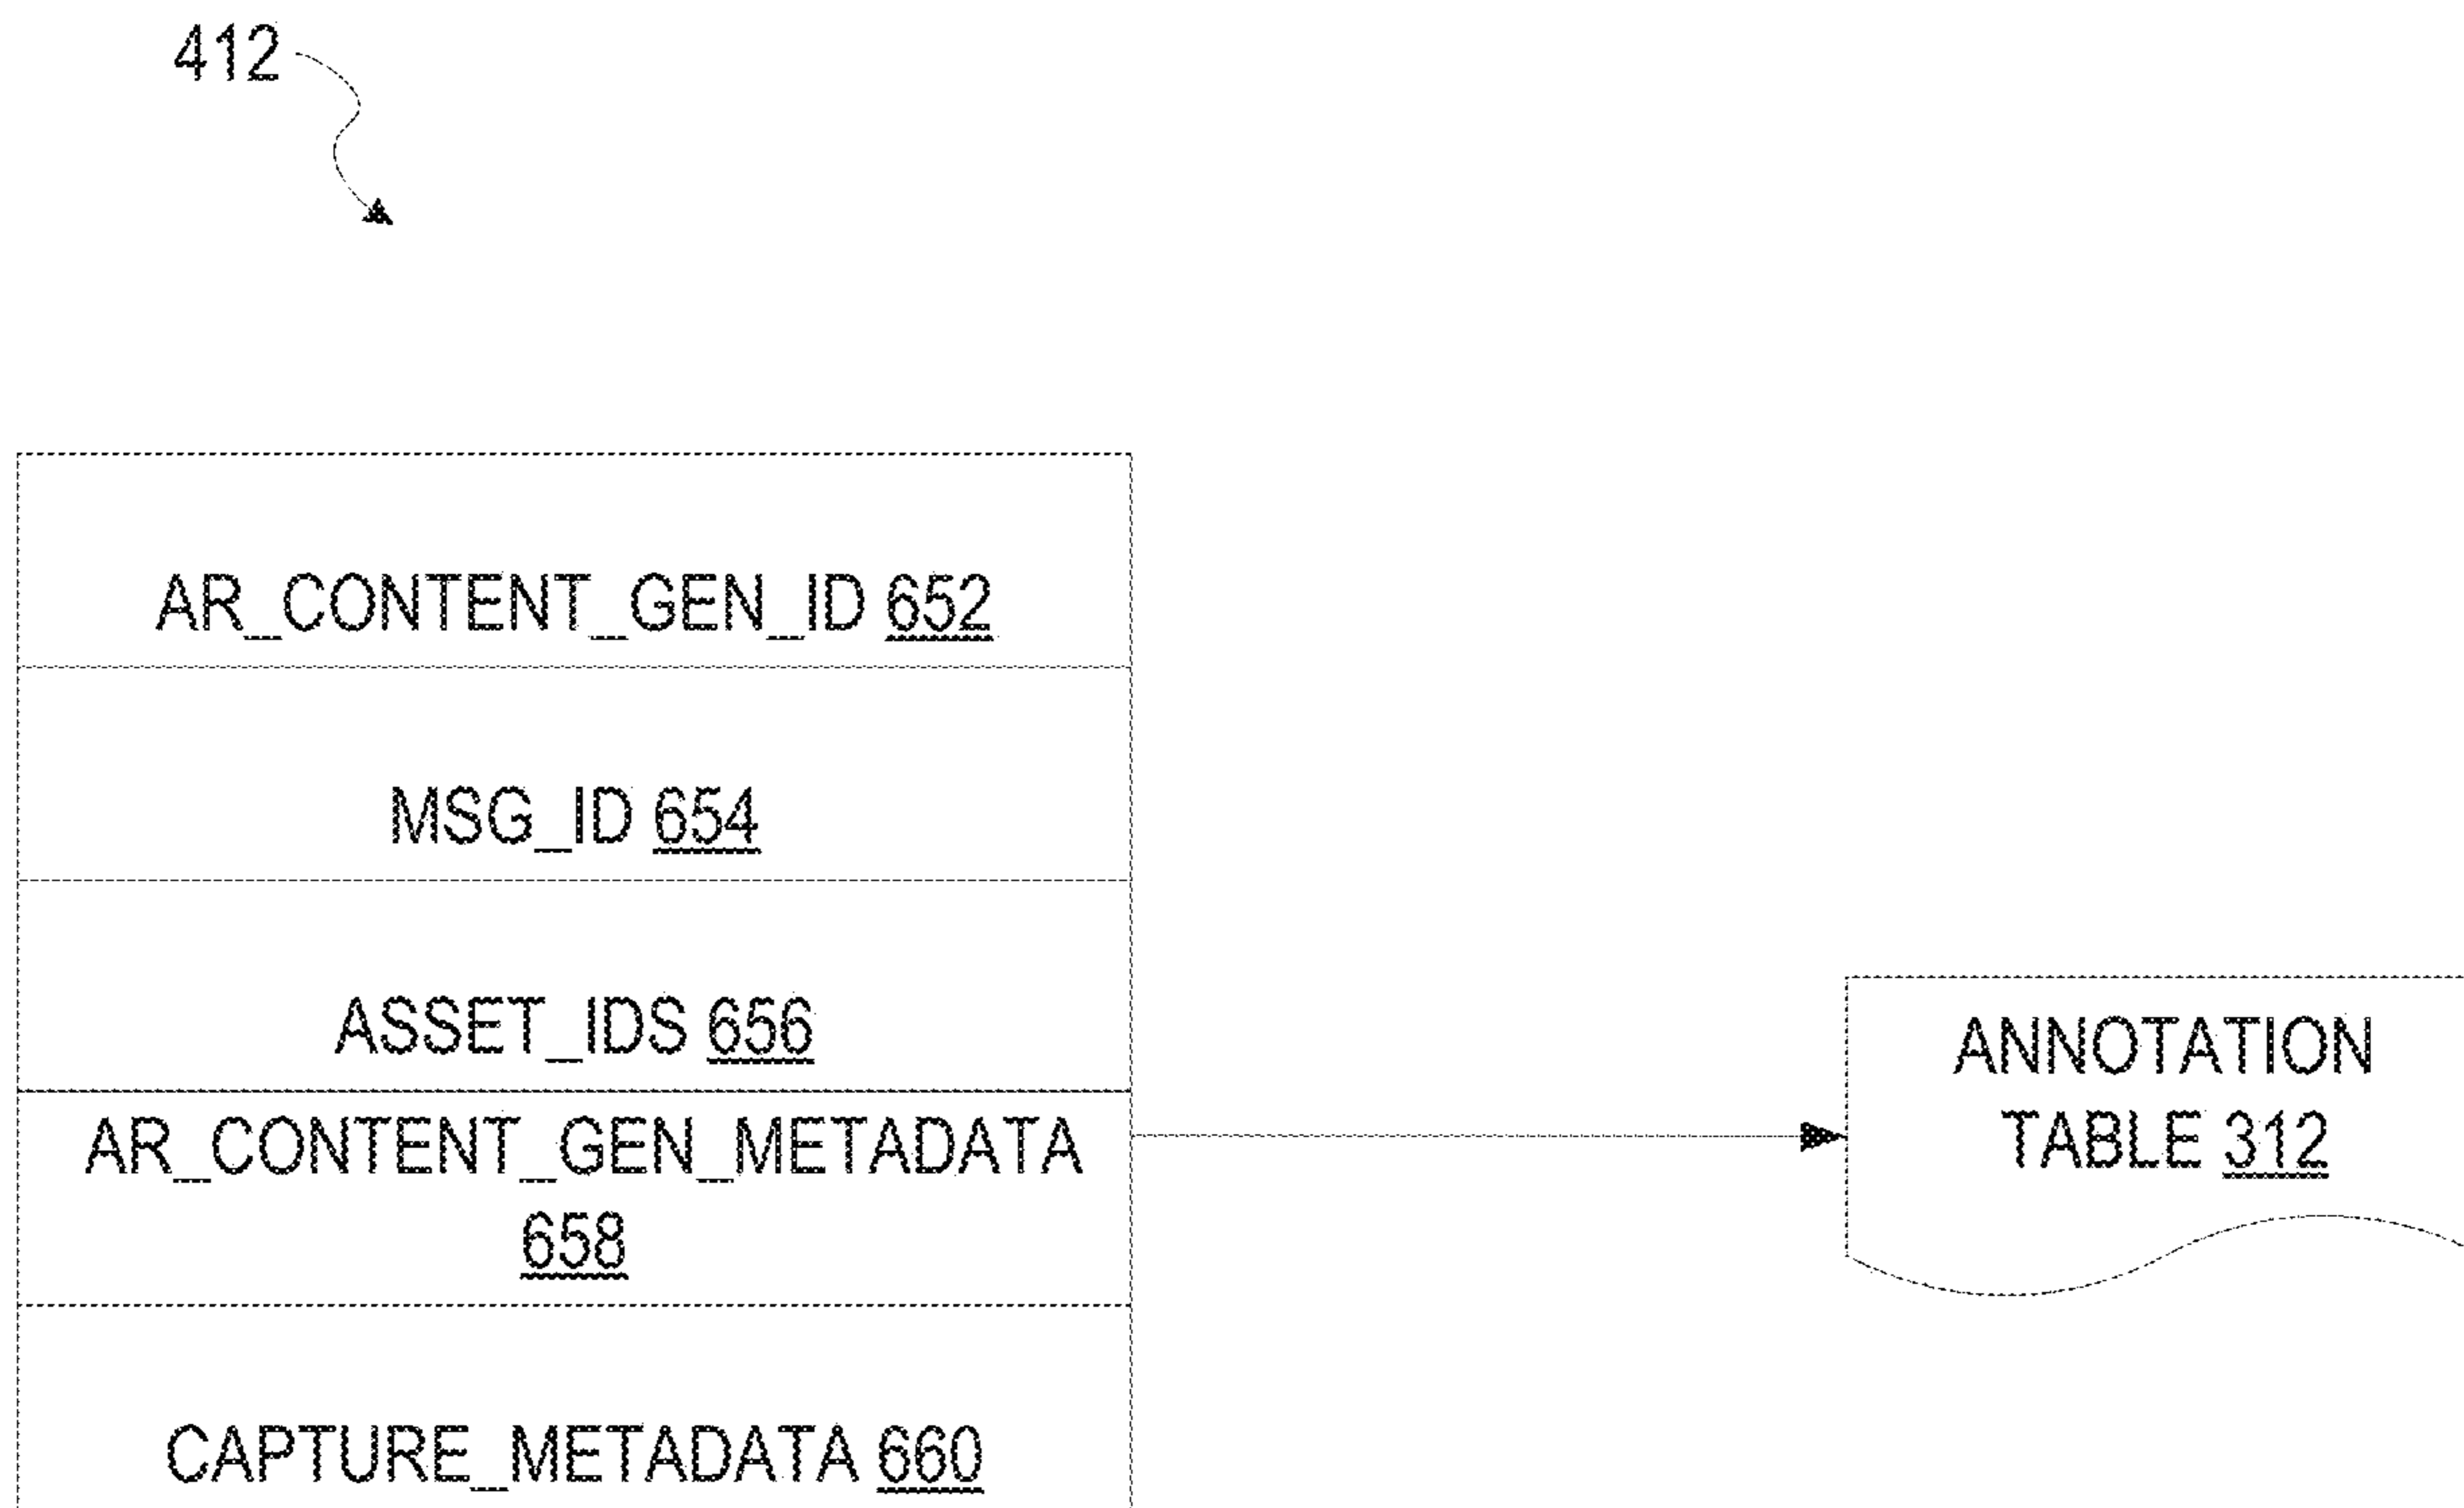 412
AR_CONTENT_GEN_ID 652
MSG_ID 654
ASSET_IDS 656
AR_CONTENT_GEN_METADATA
658
CAPTURE_METADATA 660
ANNOTATION
TABLE 312